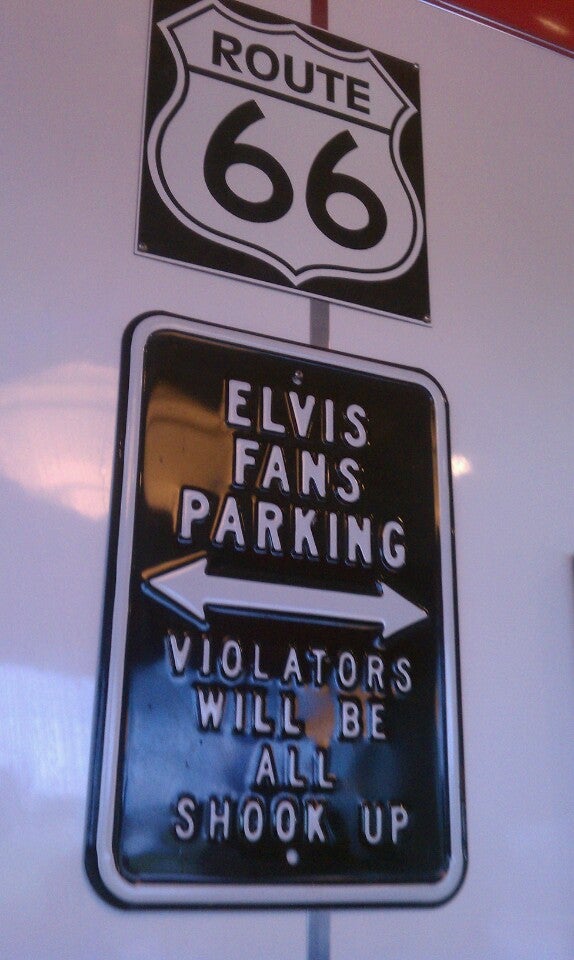 ROUTE
66
ELVIS
FANS
PARKING
VIOLATORS
WILL BE
ALL
SHOOK UP